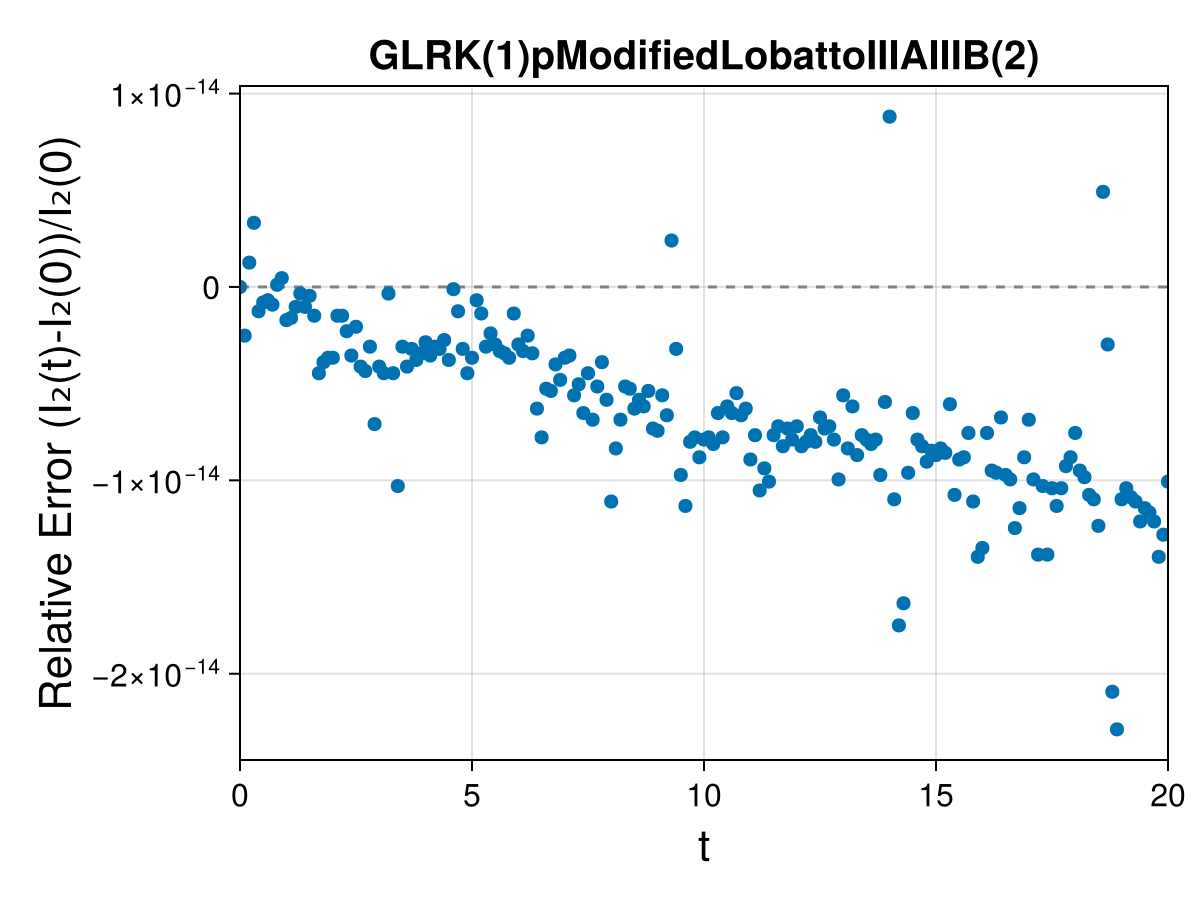 GLRK(1)pModifiedLobattoIIIAIIIB(2)
Relative Error (I₂(t)-I₂(0))/I₂(0)
1×10⁻¹⁴
0
−1×10⁻¹⁴
−2×10⁻¹⁴
0 5 10 15 20
t